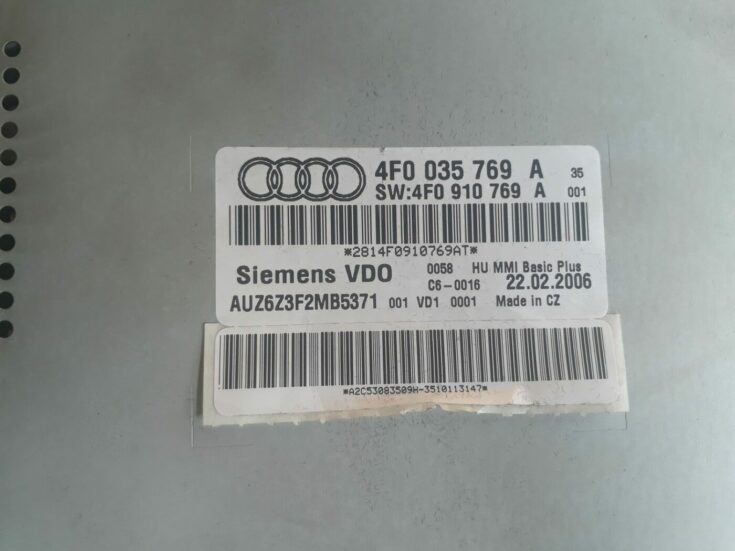 4F0 035 769 A 35
SW:4F0 910 769 A 001
*2814F0910769AT*
Siemens VDO 0058 HU MMI Basic Plus
C6-0016 22.02.2006
AUZ6Z3F2MB5371 001 VD1 0001 Made in CZ
*A2C53083509H-3510113147*